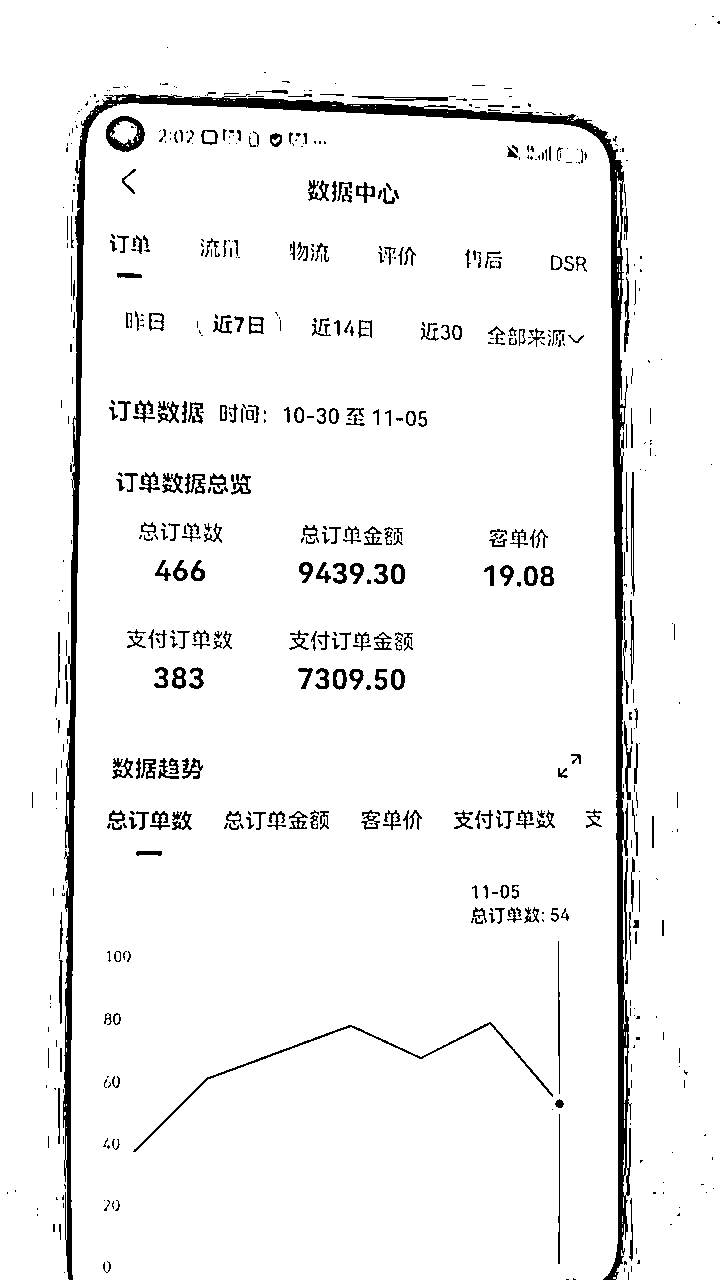 2:02
数据中心
订单 流量 物流 评价 售后 DSR
昨日 近7日 近14日 近30 全部来源
订单数据 时间: 10-30 至 11-05
订单数据总览
总订单数 总订单金额 客单价
466 9439.30 19.08
支付订单数 支付订单金额
383 7309.50
数据趋势
总订单数 总订单金额 客单价 支付订单数 支
11-05
总订单数: 54
100
80
60
40
20
0